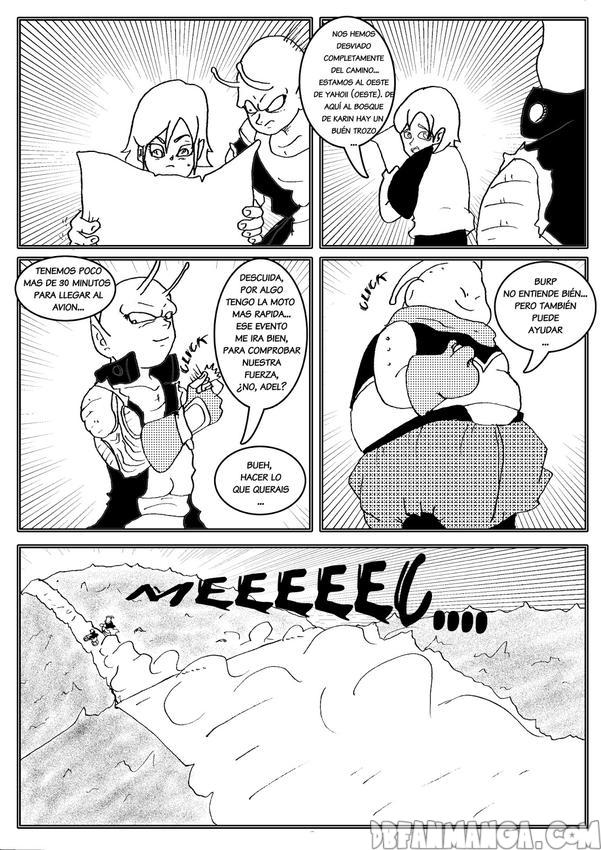 NOS HEMOS
DESVIADO
COMPLETAMENTE
DEL CAMINO...
ESTAMOS AL OESTE
DE YAHOII (OESTE). DE
AQUÍ AL BOSQUE
DE KARIN HAY UN
BUÉN TROZO
...
TENEMOS POCO
MAS DE 30 MINUTOS
PARA LLEGAR AL
AVION...
CLICK
DESCUIDA,
POR ALGO
TENGO LA MOTO
MAS RAPIDA...
ESE EVENTO
ME IRA BIEN,
PARA COMPROBAR
NUESTRA
FUERZA,
¿NO, ADEL?
BUEH,
HACER LO
QUE QUERAIS
...
CLICK
BURP
NO ENTIENDE BIÉN...
PERO TAMBIÉN
PUEDE
AYUDAR
...
MEEEEEC....
DBFANMANGA.COM